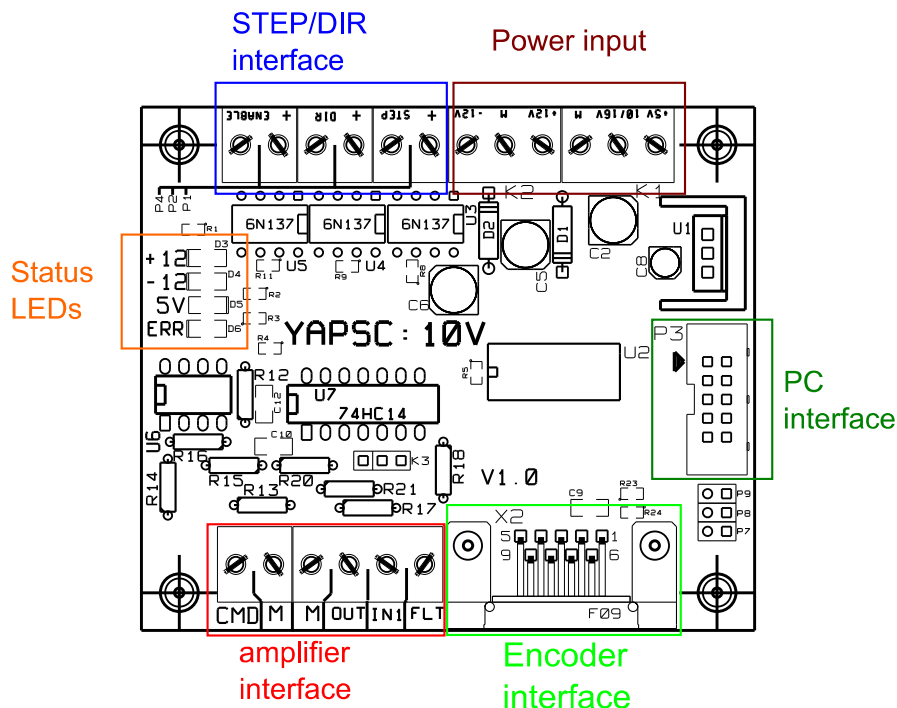 STEP/DIR
interface
Power input
ENABLE + DIR + STEP +
-12V M +12V M 10/16V +5V
K2 K1
P4 P2 P1
R1
6N137 6N137 6N137
U3 D2 D1 U1
C5 C2 C8
Status
LEDs
+12 D3
-12 D4
5V D5
ERR D6
R11 U5 R9 U4 R8
R2
R3
R4
C6
YAPSC: 10V
U2
R5
P3
PC
interface
R12
C12
U7
74HC14
U6
R16
C10
K3
R18
R14
R15 R20
R13
R21
R17
V1.0
C9
R23
R24
P9
P8
P7
X2
5 1
9 6
F09
CMD M M OUT IN1 FLT
amplifier
interface
Encoder
interface